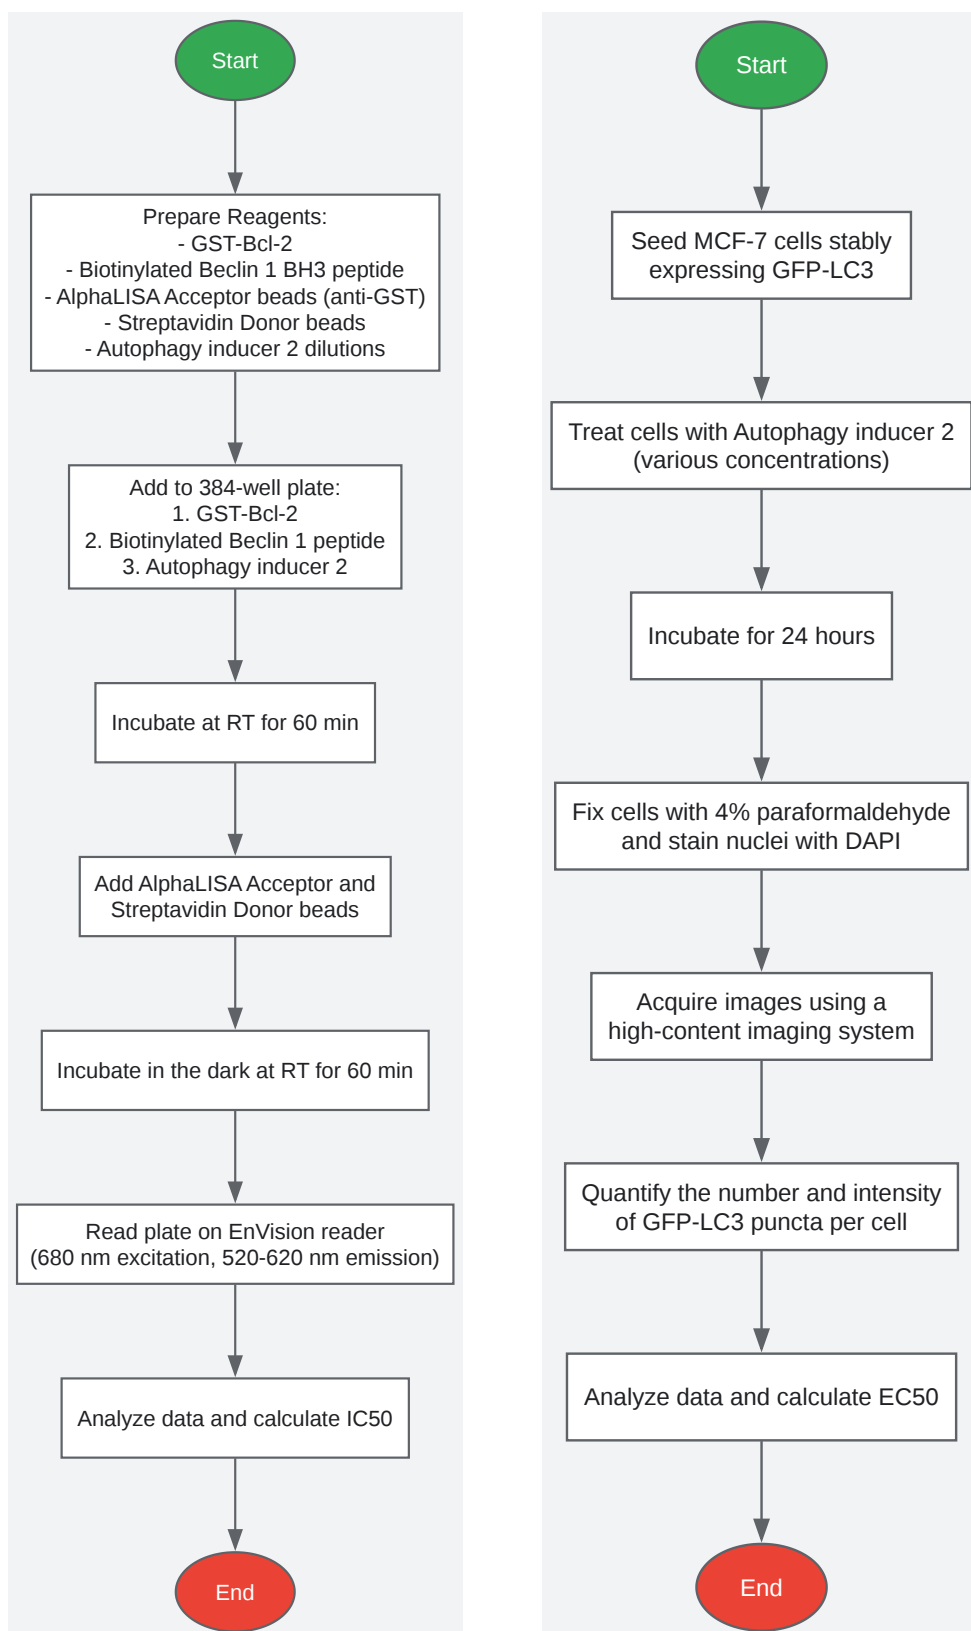 Start
Prepare Reagents:
- GST-Bcl-2
- Biotinylated Beclin 1 BH3 peptide
- AlphaLISA Acceptor beads (anti-GST)
- Streptavidin Donor beads
- Autophagy inducer 2 dilutions
Add to 384-well plate:
1. GST-Bcl-2
2. Biotinylated Beclin 1 peptide
3. Autophagy inducer 2
Incubate at RT for 60 min
Add AlphaLISA Acceptor and
Streptavidin Donor beads
Incubate in the dark at RT for 60 min
Read plate on EnVision reader
(680 nm excitation, 520-620 nm emission)
Analyze data and calculate IC50
End
Start
Seed MCF-7 cells stably
expressing GFP-LC3
Treat cells with Autophagy inducer 2
(various concentrations)
Incubate for 24 hours
Fix cells with 4% paraformaldehyde
and stain nuclei with DAPI
Acquire images using a
high-content imaging system
Quantify the number and intensity
of GFP-LC3 puncta per cell
Analyze data and calculate EC50
End